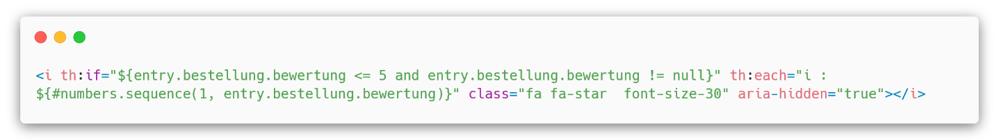 <i th:if="${entry.bestellung.bewertung <= 5 and entry.bestellung.bewertung != null}" th:each="i :
${#numbers.sequence(1, entry.bestellung.bewertung)}" class="fa fa-star  font-size-30" aria-hidden="true"></i>